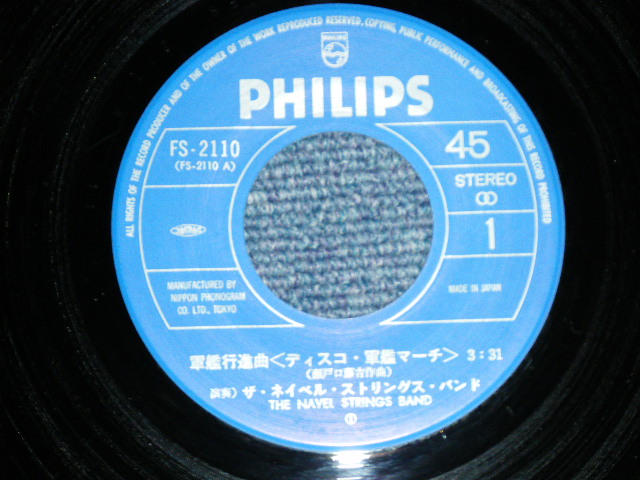 ALL RIGHTS OF THE RECORD PRODUCER AND OF THE OWNER OF THE WORK REPRODUCED RESERVED. COPYING, PUBLIC PERFORMANCE AND BROADCASTING OF THIS RECORD PROHIBITED
PHILIPS
PHILIPS
FS-2110
(FS-2110 A)
45
STEREO
1
MANUFACTURED BY
NIPPON PHONOGRAM
CO. LTD., TOKYO
MADE IN JAPAN
軍艦行進曲<ディスコ・軍艦マーチ> 3:31
(瀬戸口藤吉作曲)
演奏) ザ・ネイベル・ストリングス・バンド
THE NAVEL STRINGS BAND